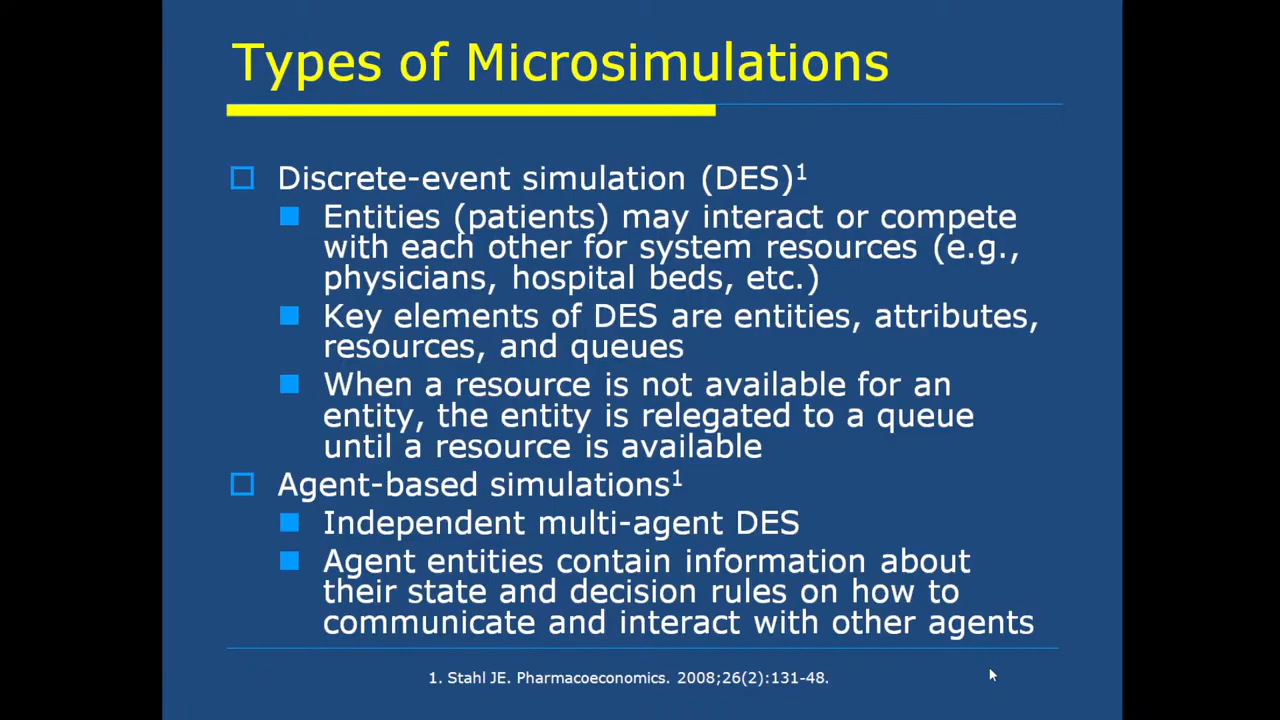 Types of Microsimulations
Discrete-event simulation (DES)1
Entities (patients) may interact or compete
with each other for system resources (e.g.,
physicians, hospital beds, etc.)
Key elements of DES are entities, attributes,
resources, and queues
When a resource is not available for an
entity, the entity is relegated to a queue
until a resource is available
Agent-based simulations1
Independent multi-agent DES
Agent entities contain information about
their state and decision rules on how to
communicate and interact with other agents
1. Stahl JE. Pharmacoeconomics. 2008;26(2):131-48.